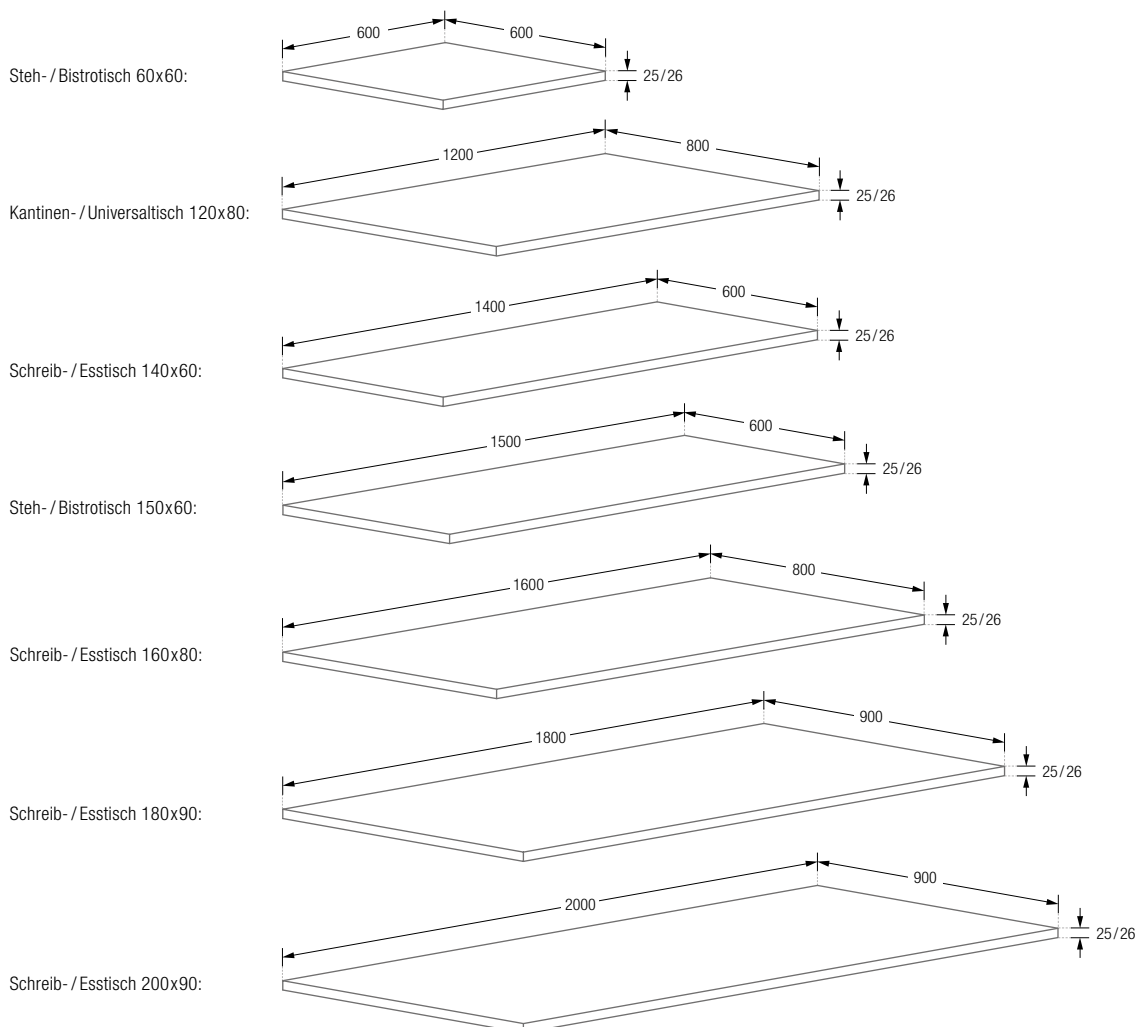 600 600
Steh- / Bistrotisch 60x60: 25/26
1200 800
Kantinen- / Universaltisch 120x80: 25/26
1400 600
25/26
Schreib- / Esstisch 140x60:
1500 600
25/26
Steh- / Bistrotisch 150x60:
1600 800
25/26
Schreib- / Esstisch 160x80:
1800 900
25/26
Schreib- / Esstisch 180x90:
2000 900
25/26
Schreib- / Esstisch 200x90: